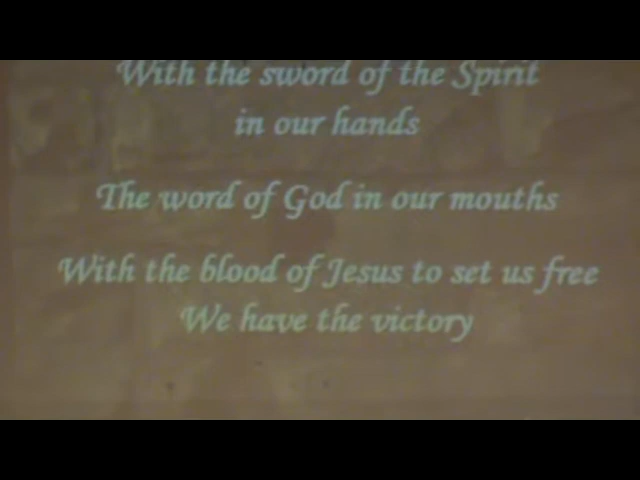 With the sword of the Spirit
in our hands
The word of God in our mouths
With the blood of Jesus to set us free
We have the victory